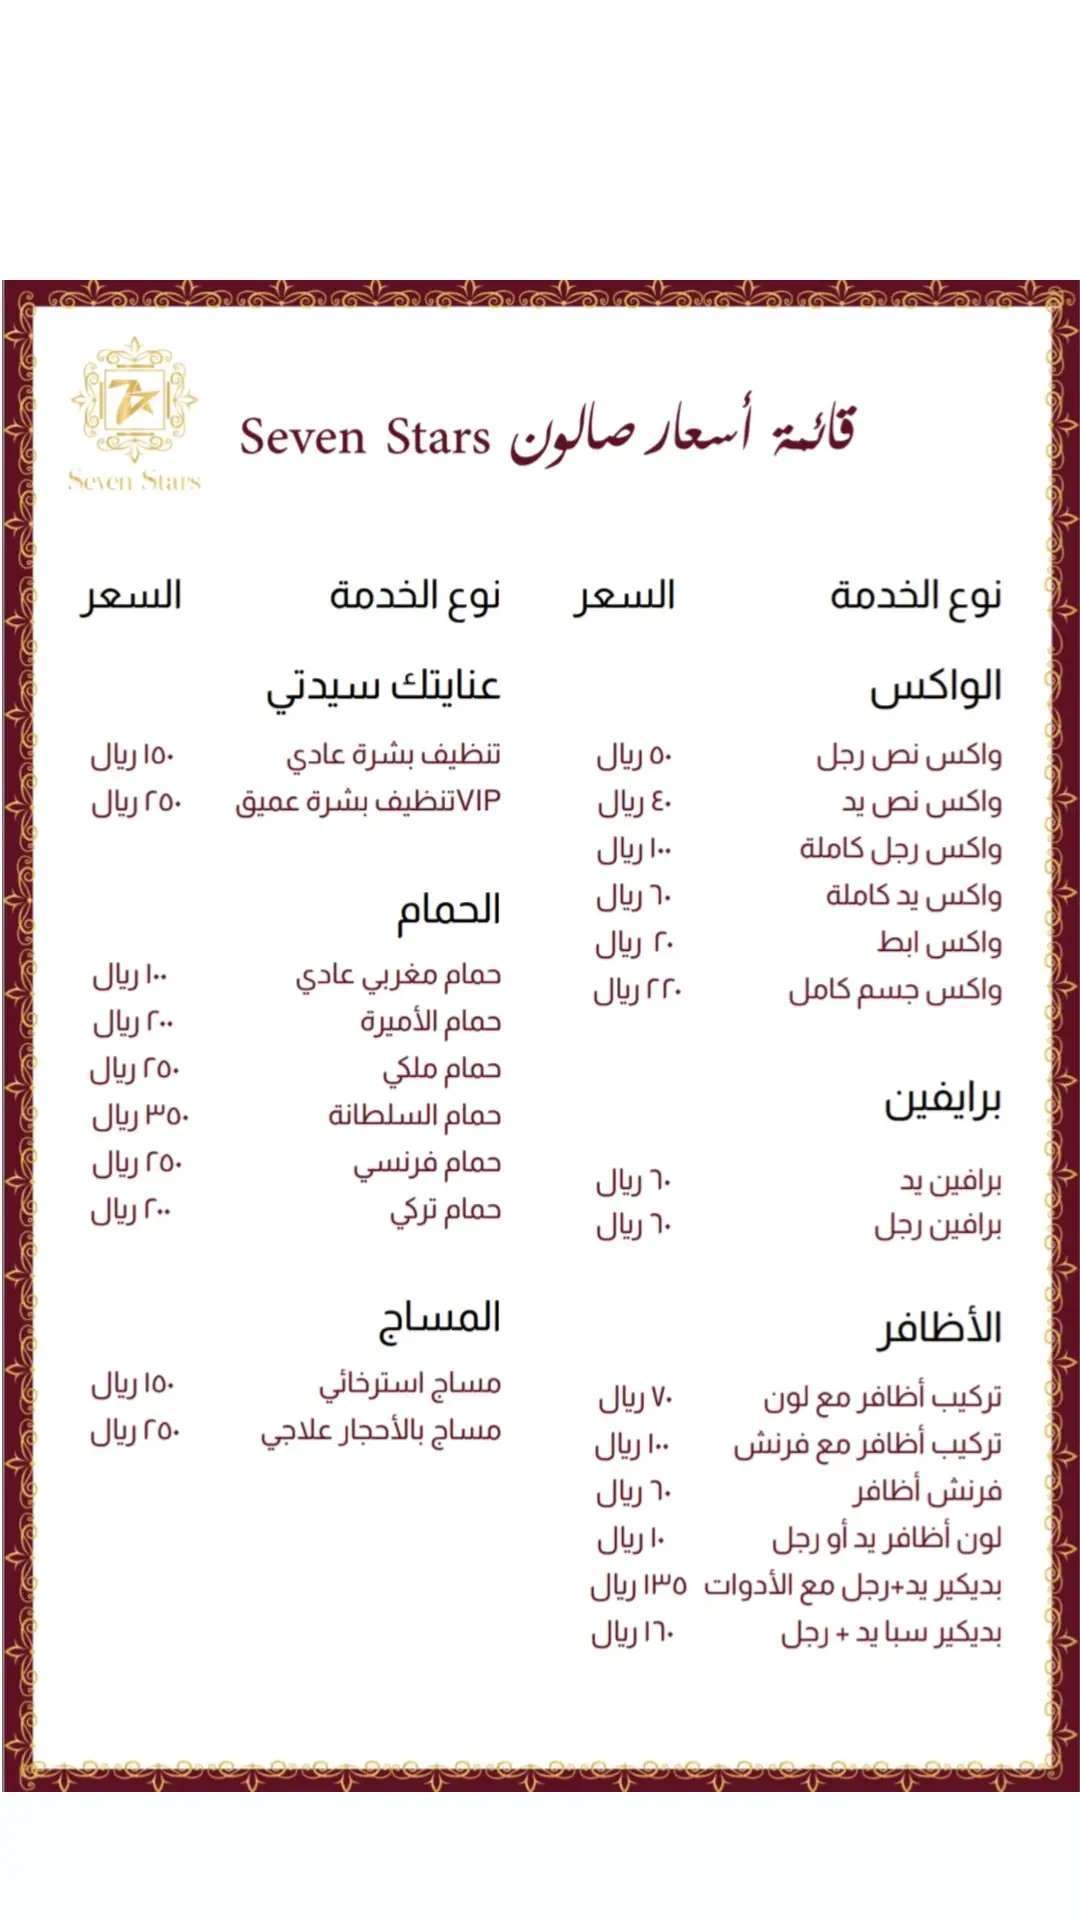 Seven Stars
قائمة أسعار صالون Seven Stars
نوع الخدمة السعر
الواكس
واكس نص رجل ٥٠ ريال
واكس نص يد ٤٠ ريال
واكس رجل كاملة ١٠٠ ريال
واكس يد كاملة ٦٠ ريال
واكس ابط ٢٠ ريال
واكس جسم كامل ٢٢٠ ريال
برايفين
برافين يد ٦٠ ريال
برافين رجل ٦٠ ريال
الأظافر
تركيب أظافر مع لون ٧٠ ريال
تركيب أظافر مع فرنش ١٠٠ ريال
فرنش أظافر ٦٠ ريال
لون أظافر يد أو رجل ١٠ ريال
بديكير يد+رجل مع الأدوات ١٣٥ ريال
بديكير سبا يد + رجل ١٦٠ ريال
نوع الخدمة السعر
عنايتك سيدتي
تنظيف بشرة عادي ١٥٠ ريال
VIPتنظيف بشرة عميق ٢٥٠ ريال
الحمام
حمام مغربي عادي ١٠٠ ريال
حمام الأميرة ٢٠٠ ريال
حمام ملكي ٢٥٠ ريال
حمام السلطانة ٣٥٠ ريال
حمام فرنسي ٢٥٠ ريال
حمام تركي ٢٠٠ ريال
المساج
مساج استرخائي ١٥٠ ريال
مساج بالأحجار علاجي ٢٥٠ ريال